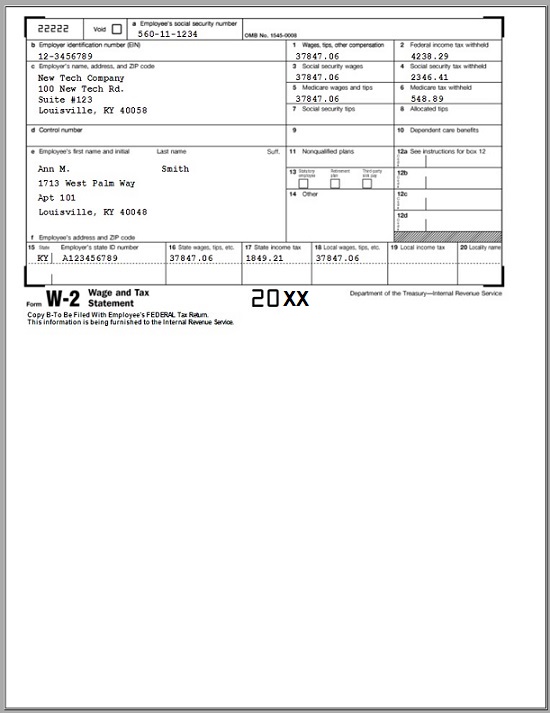 22222 Void a Employee's social security number
560-11-1234 OMB No. 1545-0008
b Employer identification number (EIN) 1 Wages, tips, other compensation 2 Federal income tax withheld
12-3456789 37847.06 4238.29
c Employer's name, address, and ZIP code 3 Social security wages 4 Social security tax withheld
New Tech Company 37847.06 2346.41
100 New Tech Rd. 5 Medicare wages and tips 6 Medicare tax withheld
Suite #123 37847.06 548.89
Louisville, KY 40058 7 Social security tips 8 Allocated tips
d Control number 9 10 Dependent care benefits
e Employee's first name and initial Last name Suff. 11 Nonqualified plans 12a See instructions for box 12
Ann M. Smith 13 Statutory employee Retirement plan Third-party sick pay 12b
1713 West Palm Way
Apt 101 14 Other 12c
Louisville, KY 40048 12d
f Employee's address and ZIP code
15 State Employer's state ID number 16 State wages, tips, etc. 17 State income tax 18 Local wages, tips, etc. 19 Local income tax 20 Locality name
KY A123456789 37847.06 1849.21 37847.06
Form W-2 Wage and Tax Statement 20XX Department of the Treasury—Internal Revenue Service
Copy B-To Be Filed With Employee's FEDERAL Tax Return.
This information is being furnished to the Internal Revenue Service.